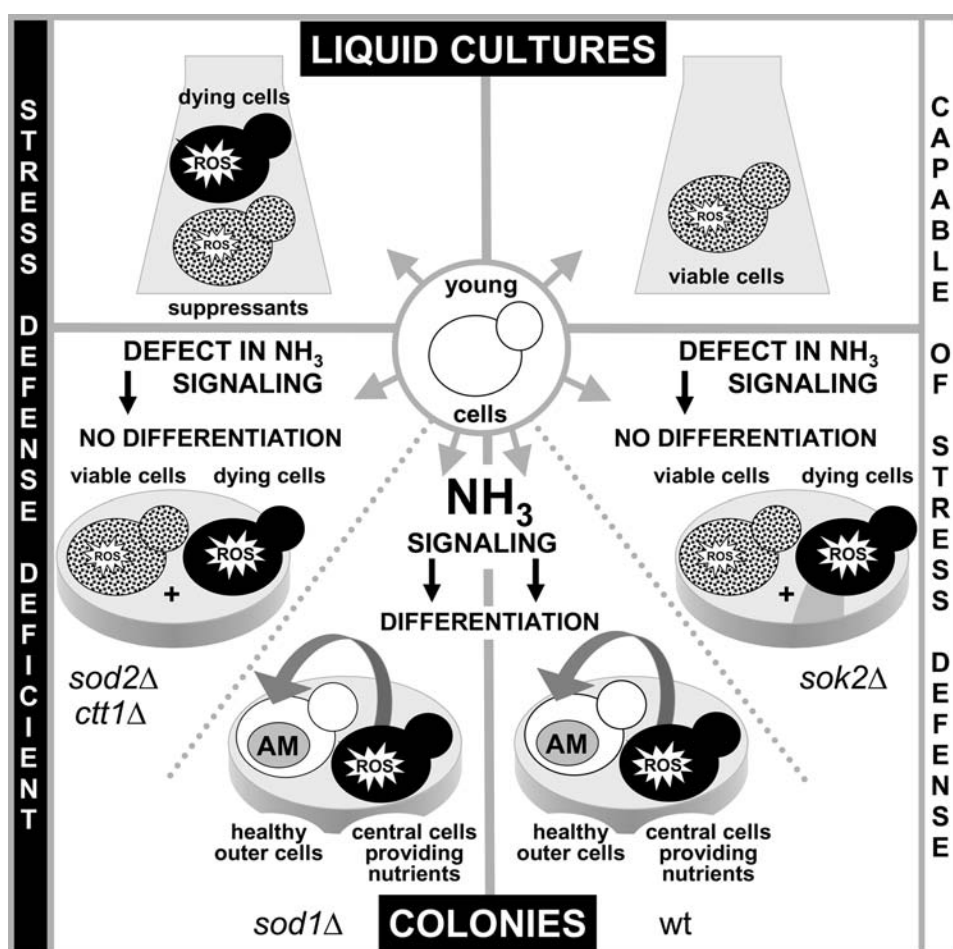 LIQUID CULTURES
STRESS DEFENSE DEFICIENT
CAPABLE OF STRESS DEFENSE
dying cells
ROS
ROS
suppressants
ROS
viable cells
young
cells
DEFECT IN NH3
SIGNALING
NO DIFFERENTIATION
viable cells dying cells
ROS ROS
+
sod2Δ
ctt1Δ
DEFECT IN NH3
SIGNALING
NO DIFFERENTIATION
viable cells dying cells
ROS ROS
+
sok2Δ
NH3
SIGNALING
DIFFERENTIATION
AM
ROS
healthy
outer cells
central cells
providing
nutrients
sod1Δ
AM
ROS
healthy
outer cells
central cells
providing
nutrients
wt
COLONIES